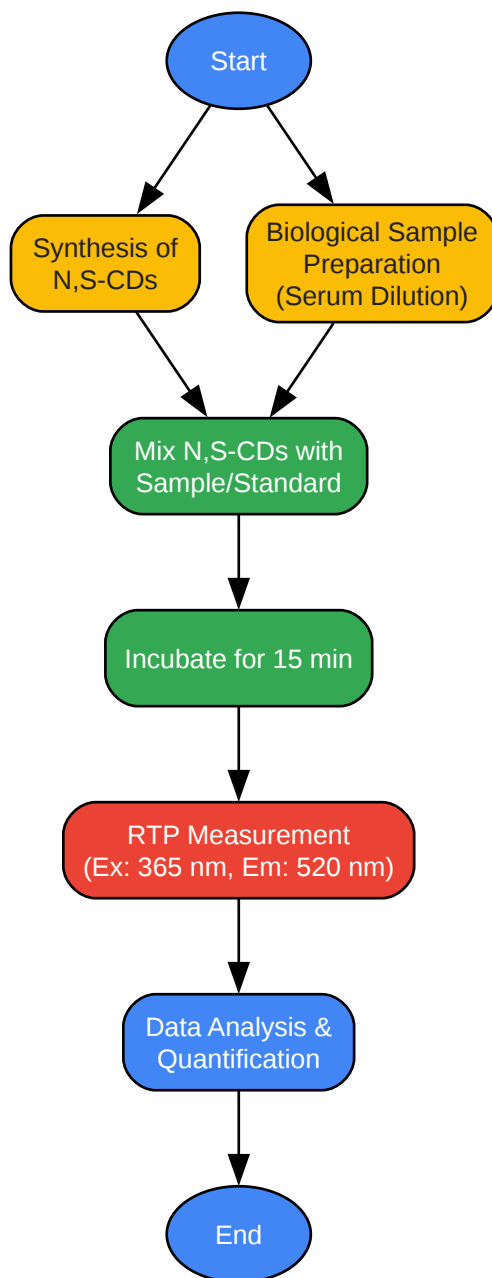 Start
Synthesis of
N,S-CDs
Biological Sample
Preparation
(Serum Dilution)
Mix N,S-CDs with
Sample/Standard
Incubate for 15 min
RTP Measurement
(Ex: 365 nm, Em: 520 nm)
Data Analysis &
Quantification
End